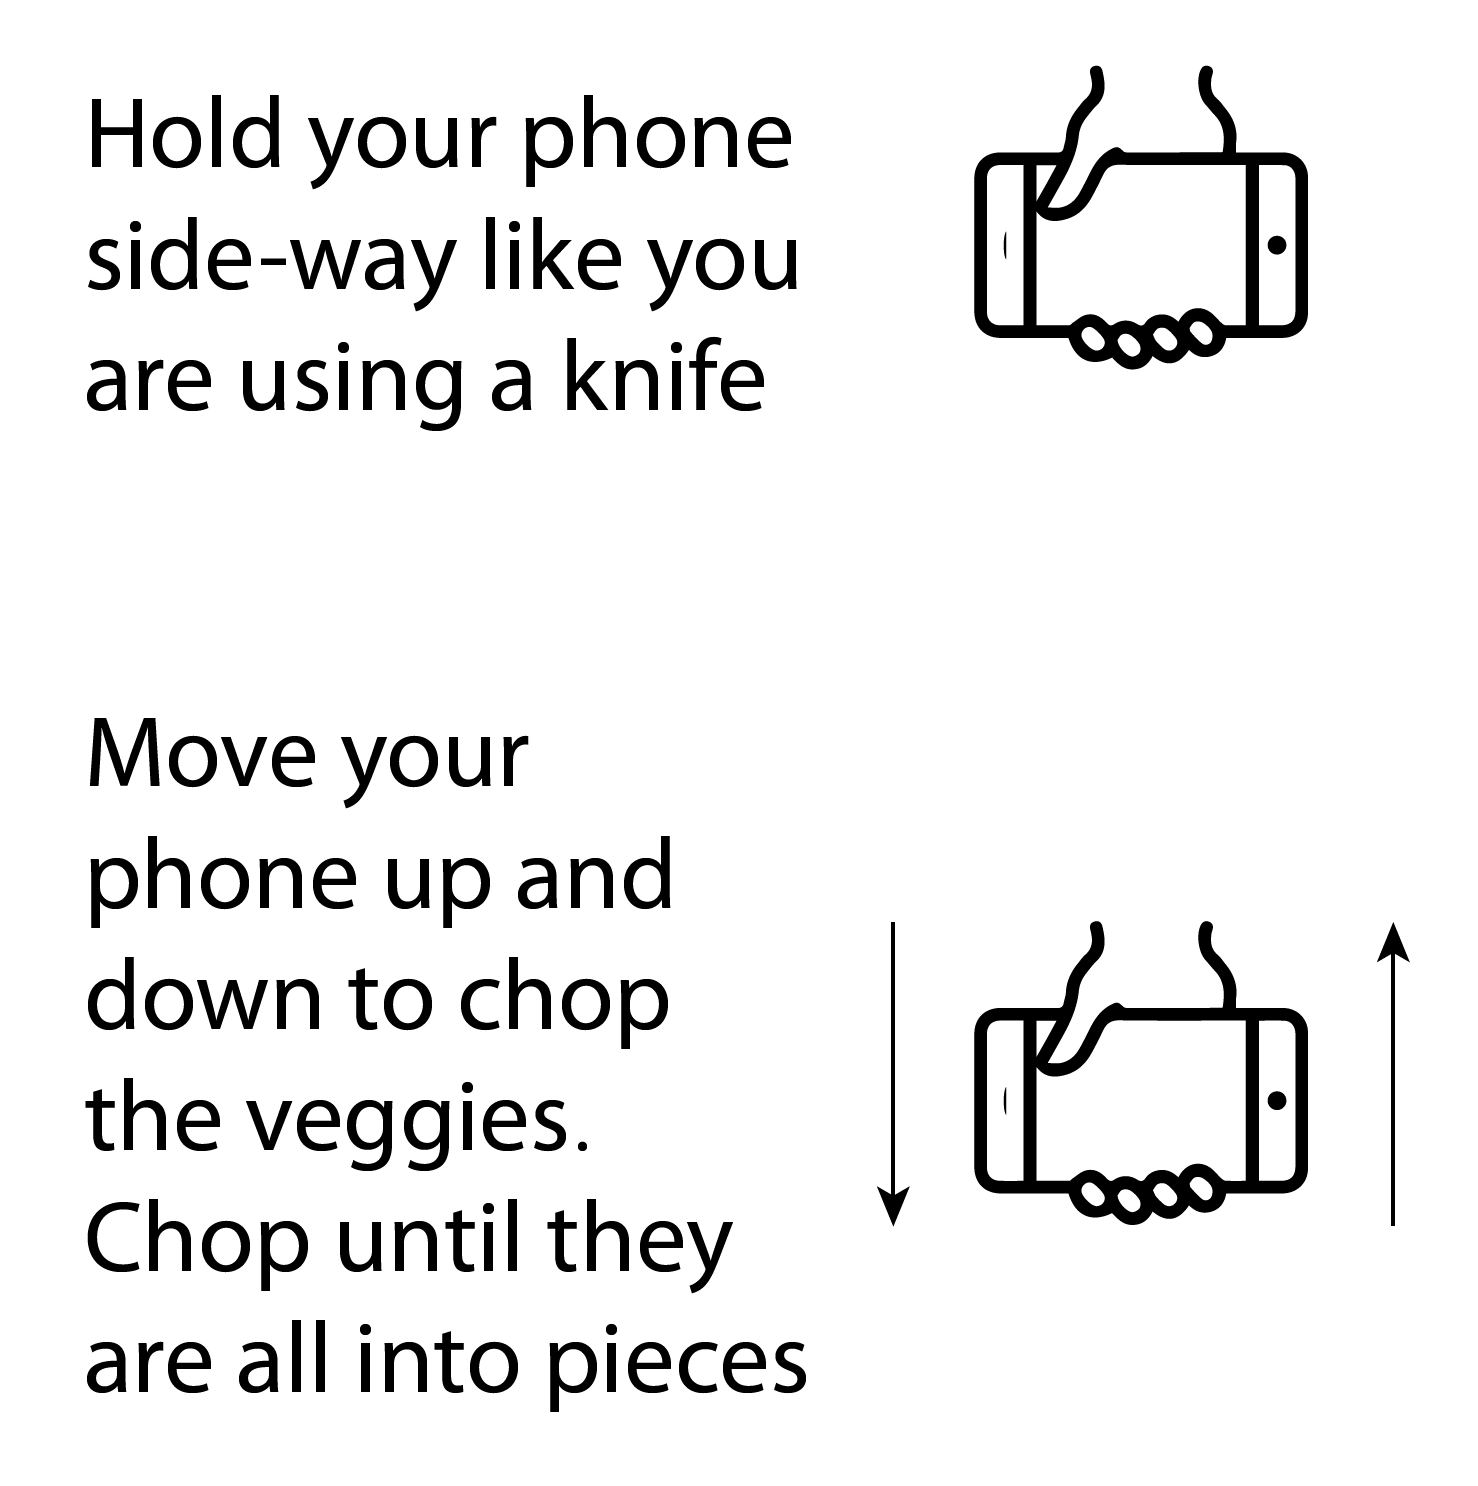 Hold your phone
side-way like you
are using a knife
Move your
phone up and
down to chop
the veggies.
Chop until they
are all into pieces